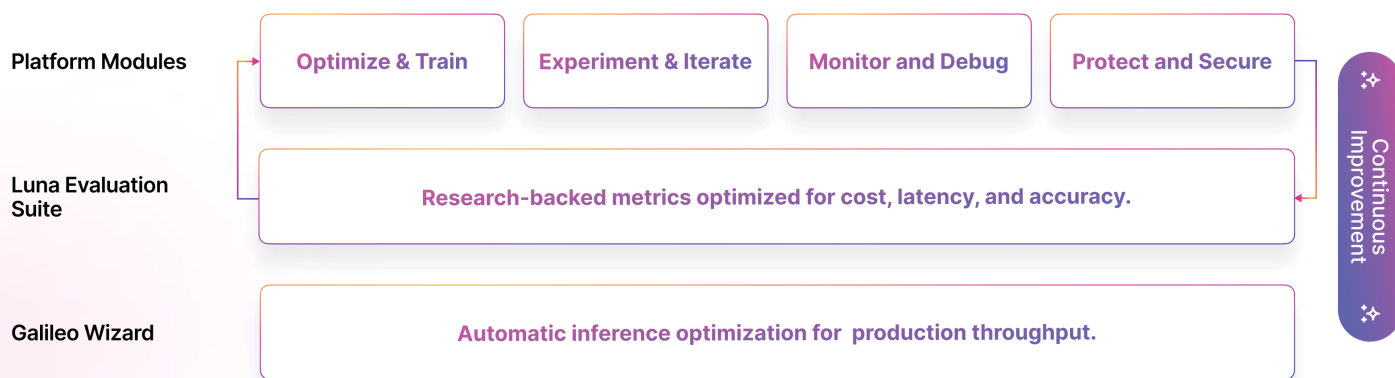 Platform Modules
Optimize & Train
Experiment & Iterate
Monitor and Debug
Protect and Secure
Luna Evaluation
Suite
Research-backed metrics optimized for cost, latency, and accuracy.
Galileo Wizard
Automatic inference optimization for  production throughput.
Continuous
Improvement